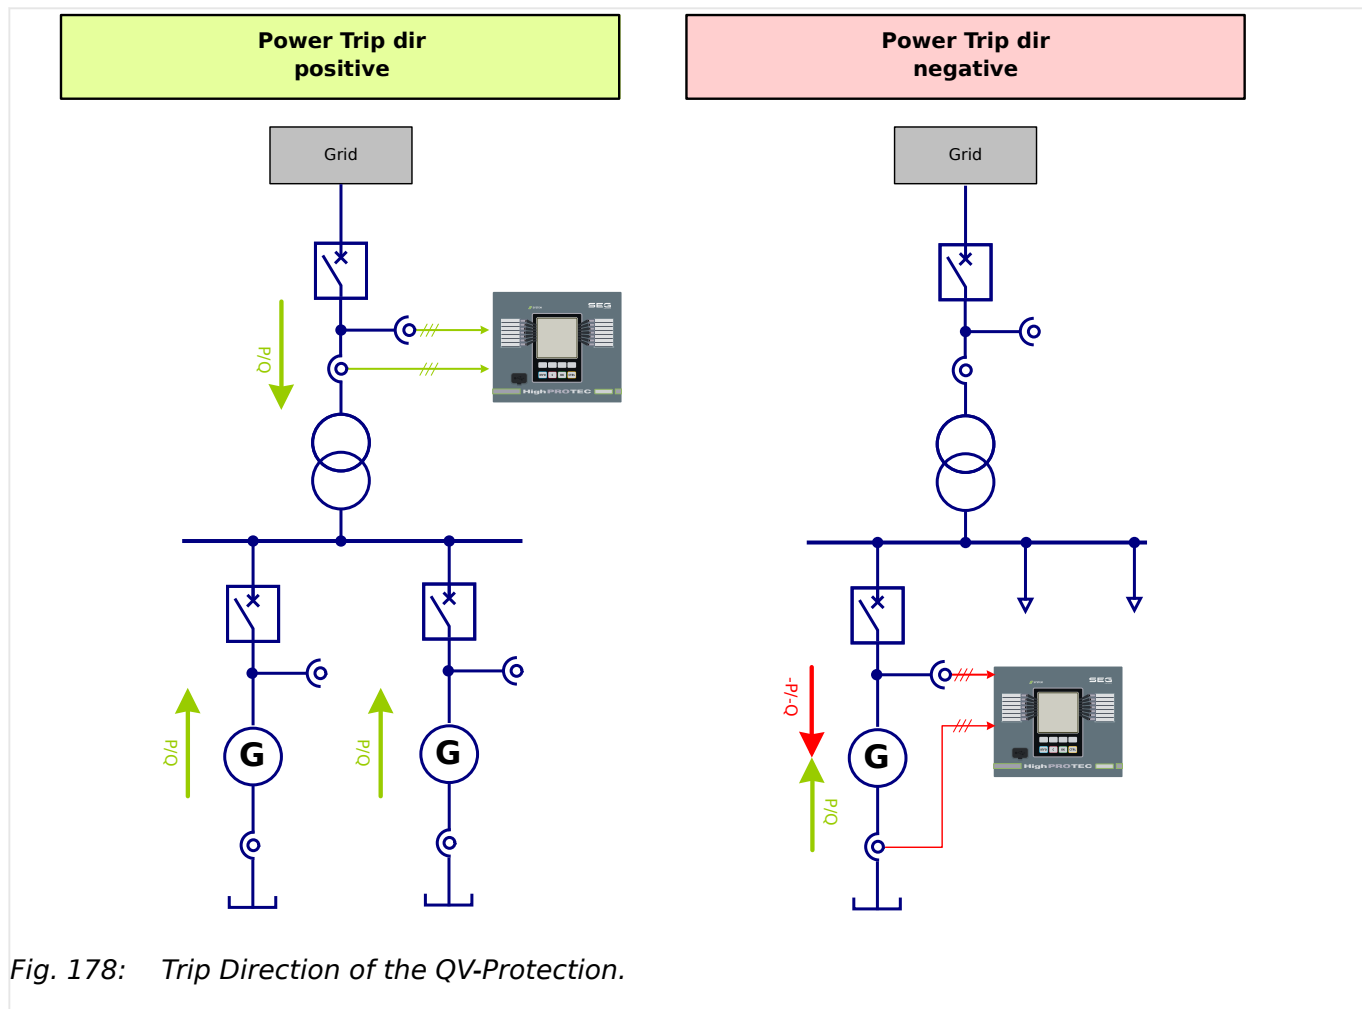 Power Trip dir
positive
Power Trip dir
negative
Grid
Grid
P/Q
SEG
HighPROTEC
P/Q
P/Q
G
G
-P/-Q
P/Q
G
SEG
HighPROTEC
Fig. 178: Trip Direction of the QV-Protection.